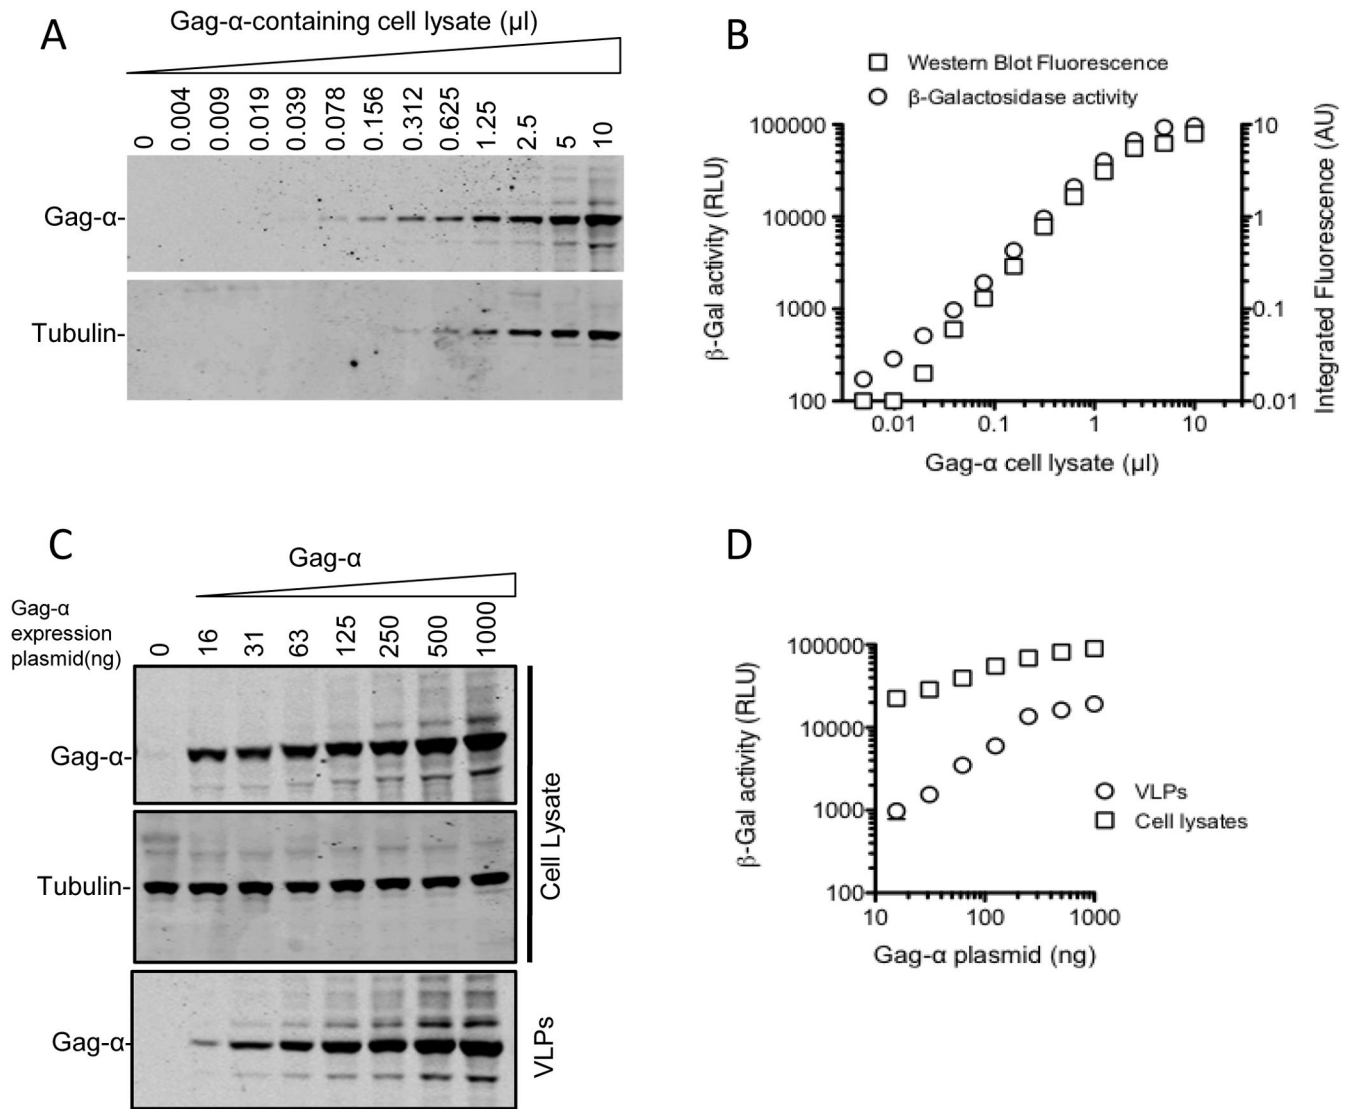 A
Gag-α-containing cell lysate (µl)
0 0.004 0.009 0.019 0.039 0.078 0.156 0.312 0.625 1.25 2.5 5 10
Gag-α-
Tubulin-
B
Western Blot Fluorescence
β-Galactosidase activity
100000
10000
1000
100
β-Gal activity (RLU)
10
1
0.1
0.01
Integrated Fluorescence (AU)
0.01 0.1 1 10
Gag-α cell lysate (µl)
C
Gag-α
Gag-α
expression
plasmid(ng)
0 16 31 63 125 250 500 1000
Gag-α-
Tubulin-
Cell Lysate
Gag-α-
VLPs
D
100000
10000
1000
100
β-Gal activity (RLU)
VLPs
Cell lysates
10 100 1000
Gag-α plasmid (ng)